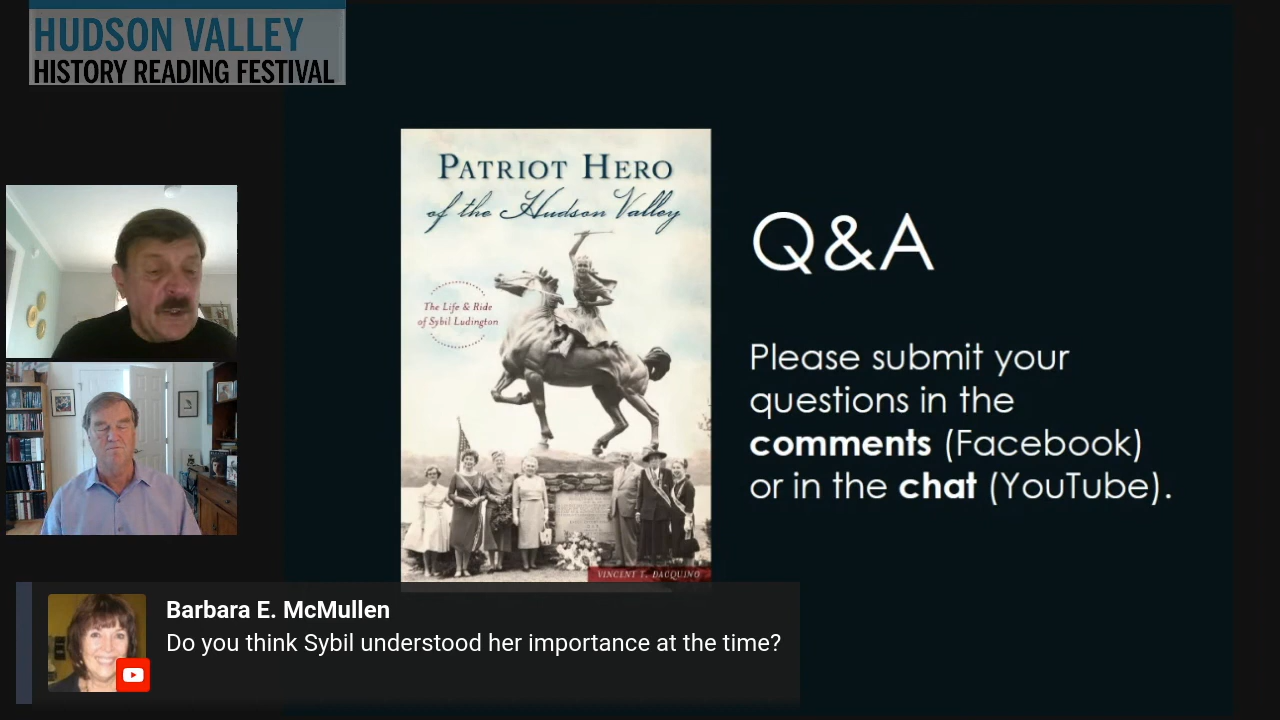 HUDSON VALLEY
HISTORY READING FESTIVAL
PATRIOT HERO
of the Hudson Valley
The Life & Ride
of Sybil Ludington
VINCENT T. DACQUINO
Q&A
Please submit your
questions in the
comments (Facebook)
or in the chat (YouTube).
Barbara E. McMullen
Do you think Sybil understood her importance at the time?